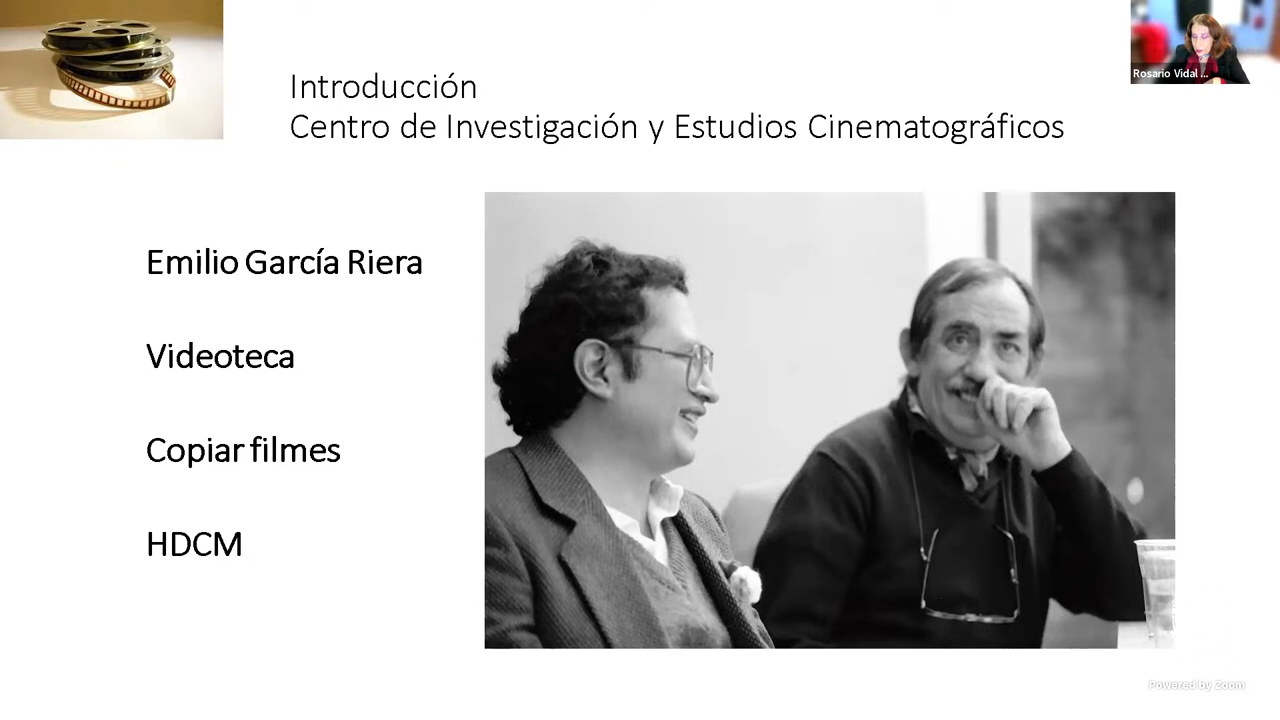 Introducción
Centro de Investigación y Estudios Cinematográficos
Rosario Vidal ...
Emilio García Riera
Videoteca
Copiar filmes
HDCM
Powered by Zoom